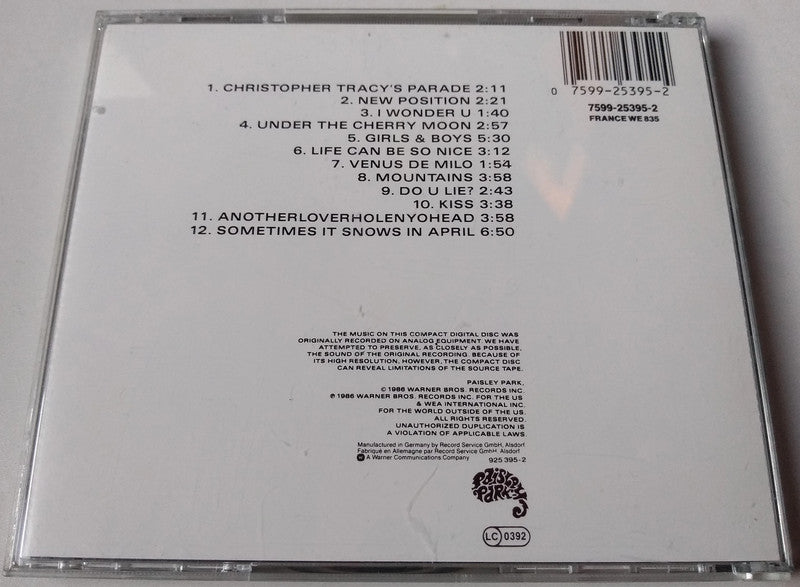 0 7599-25395-2
7599-25395-2
FRANCE WE 835
1. CHRISTOPHER TRACY'S PARADE 2:11
2. NEW POSITION 2:21
3. I WONDER U 1:40
4. UNDER THE CHERRY MOON 2:57
5. GIRLS & BOYS 5:30
6. LIFE CAN BE SO NICE 3:12
7. VENUS DE MILO 1:54
8. MOUNTAINS 3:58
9. DO U LIE? 2:43
10. KISS 3:38
11. ANOTHERLOVERHOLENYOHEAD 3:58
12. SOMETIMES IT SNOWS IN APRIL 6:50
THE MUSIC ON THIS COMPACT DIGITAL DISC WAS
ORIGINALLY RECORDED ON ANALOG EQUIPMENT. WE HAVE
ATTEMPTED TO PRESERVE, AS CLOSELY AS POSSIBLE,
THE SOUND OF THE ORIGINAL RECORDING. BECAUSE OF
ITS HIGH RESOLUTION, HOWEVER, THE COMPACT DISC
CAN REVEAL LIMITATIONS OF THE SOURCE TAPE.
PAISLEY PARK.
© 1986 WARNER BROS. RECORDS INC.
℗ 1986 WARNER BROS. RECORDS INC. FOR THE US
& WEA INTERNATIONAL INC.
FOR THE WORLD OUTSIDE OF THE US.
ALL RIGHTS RESERVED.
UNAUTHORIZED DUPLICATION IS
A VIOLATION OF APPLICABLE LAWS.
Manufactured in Germany by Record Service GmbH, Alsdorf
Fabriqué en Allemagne par Record Service GmbH, Alsdorf
A Warner Communications Company
925 395-2
PAISLEY
PARK
LC 0392